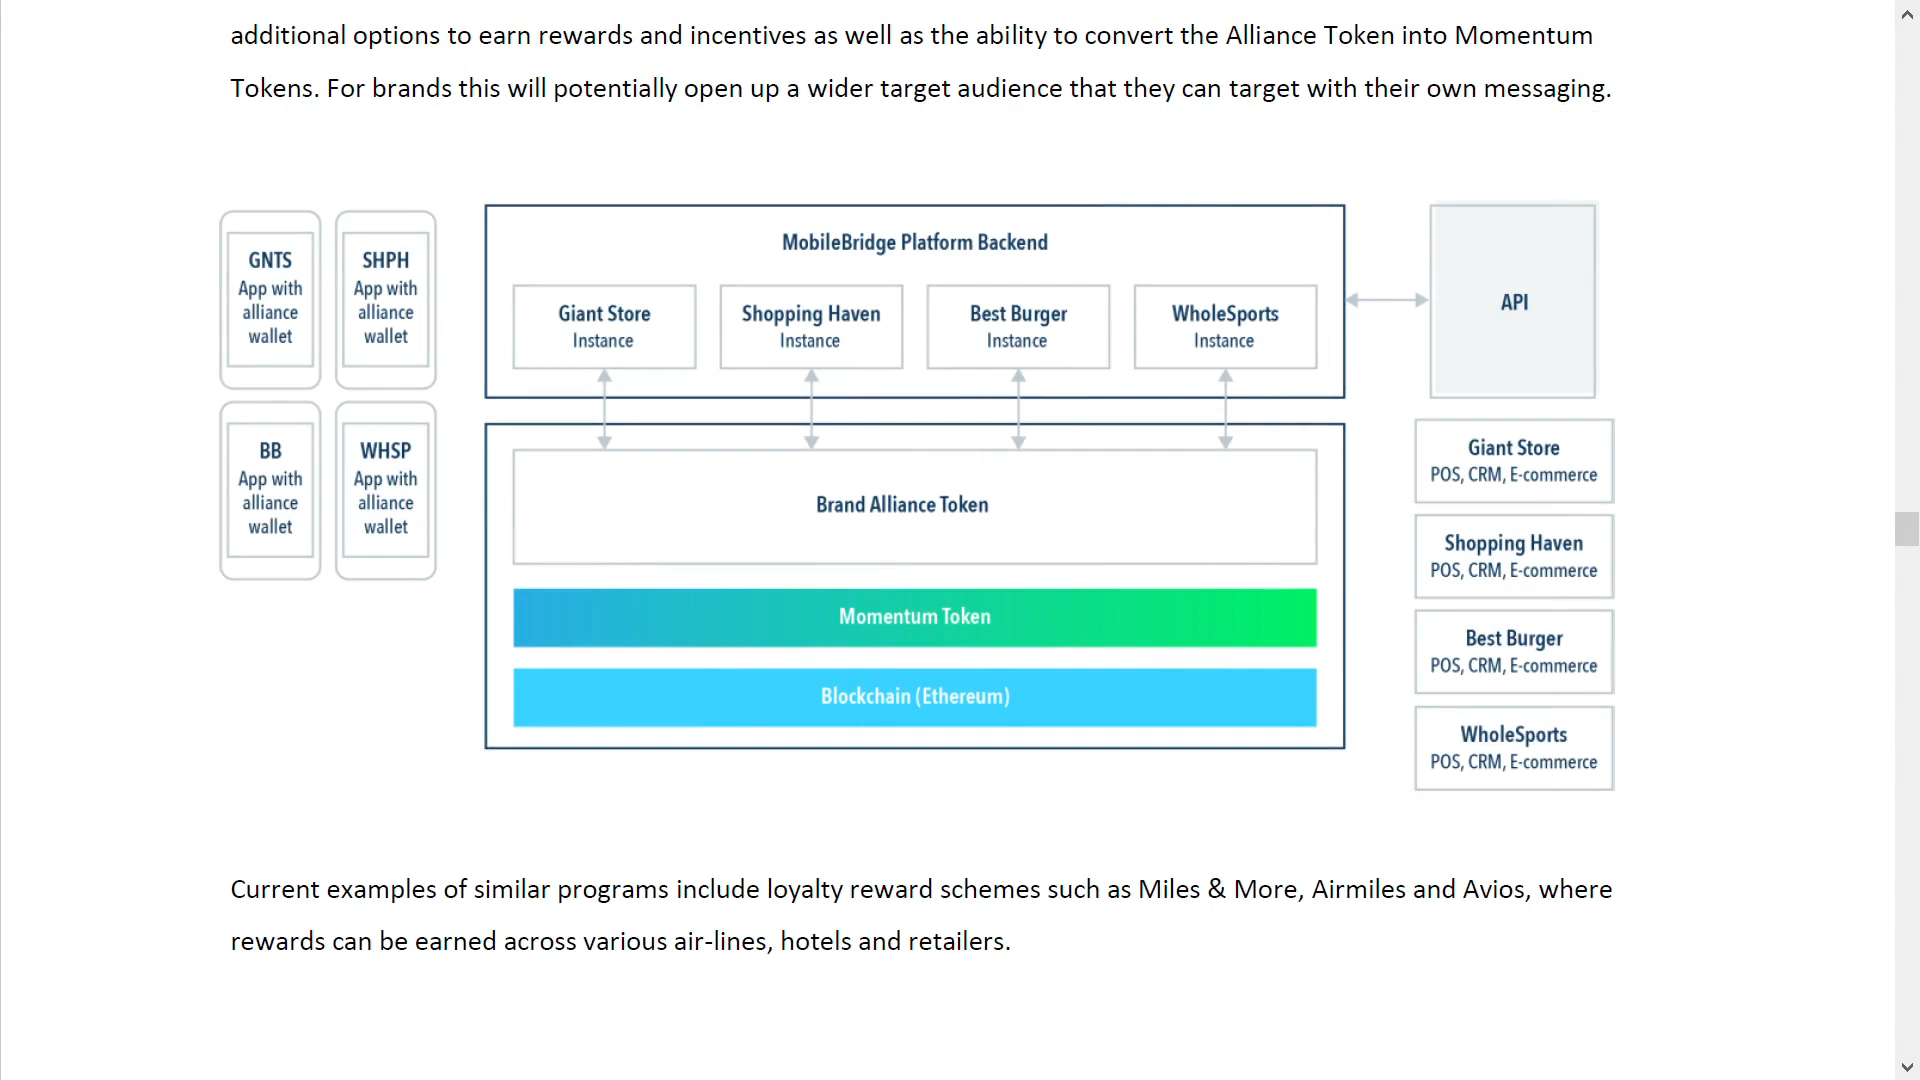 additional options to earn rewards and incentives as well as the ability to convert the Alliance Token into Momentum
Tokens. For brands this will potentially open up a wider target audience that they can target with their own messaging.
GNTS
App with
alliance
wallet
SHPH
App with
alliance
wallet
BB
App with
alliance
wallet
WHSP
App with
alliance
wallet
MobileBridge Platform Backend
Giant Store
Instance
Shopping Haven
Instance
Best Burger
Instance
WholeSports
Instance
Brand Alliance Token
Momentum Token
Blockchain (Ethereum)
API
Giant Store
POS, CRM, E-commerce
Shopping Haven
POS, CRM, E-commerce
Best Burger
POS, CRM, E-commerce
WholeSports
POS, CRM, E-commerce
Current examples of similar programs include loyalty reward schemes such as Miles & More, Airmiles and Avios, where
rewards can be earned across various air-lines, hotels and retailers.